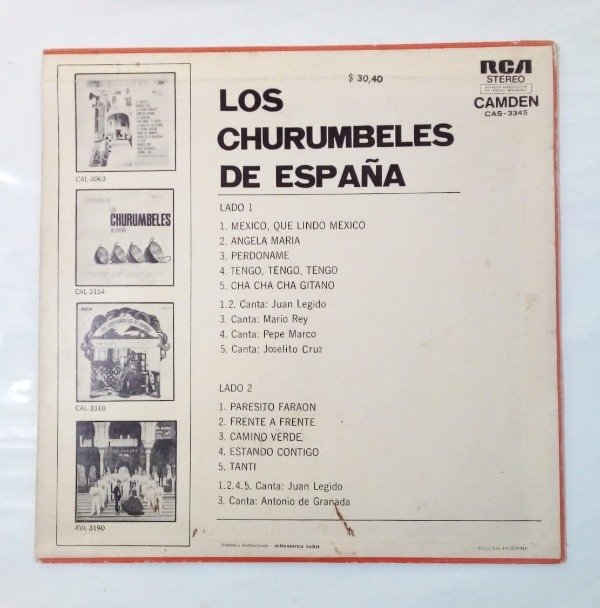 $ 30,40
RCA
STEREO
CAMDEN
CAS-3345
LOS
CHURUMBELES
DE ESPAÑA
CAL-3063
CHURUMBELES
DE ESPAÑA
CAL-3154
CAL-3310
AVL-3190
LADO 1
1. MEXICO, QUE LINDO MEXICO
2. ANGELA MARIA
3. PERDONAME
4. TENGO, TENGO, TENGO
5. CHA CHA CHA GITANO
1.2. Canta: Juan Legido
3. Canta: Mario Rey
4. Canta: Pepe Marco
5. Canta: Joselito Cruz
LADO 2
1. PARESITO FARAON
2. FRENTE A FRENTE
3. CAMINO VERDE
4. ESTANDO CONTIGO
5. TANTI
1.2.4.5. Canta: Juan Legido
3. Canta: Antonio de Granada
INDUSTRIA ARGENTINA